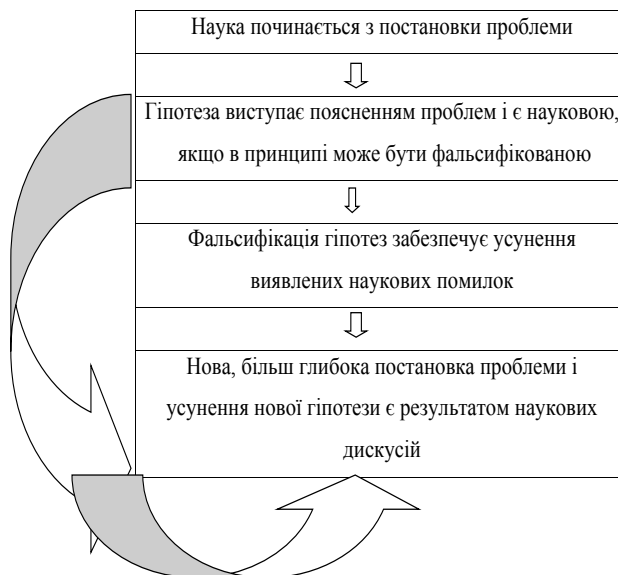 Наука починається з постановки проблеми
Гіпотеза виступає поясненням проблем і є науковою,
якщо в принципі може бути фальсифікованою
Фальсифікація гіпотез забезпечує усунення
виявлених наукових помилок
Нова, більш глибока постановка проблеми і
усунення нової гіпотези є результатом наукових
дискусій